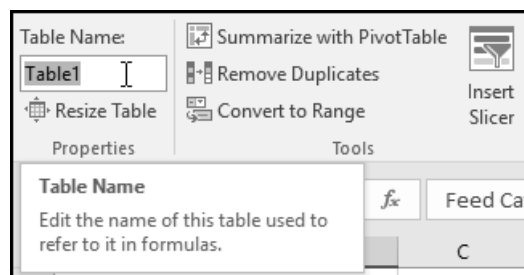 Table Name:
Table1
Resize Table
Properties
Summarize with PivotTable
Remove Duplicates
Convert to Range
Tools
Insert
Slicer
Table Name
Edit the name of this table used to
refer to it in formulas.
fx
Feed Ca
C